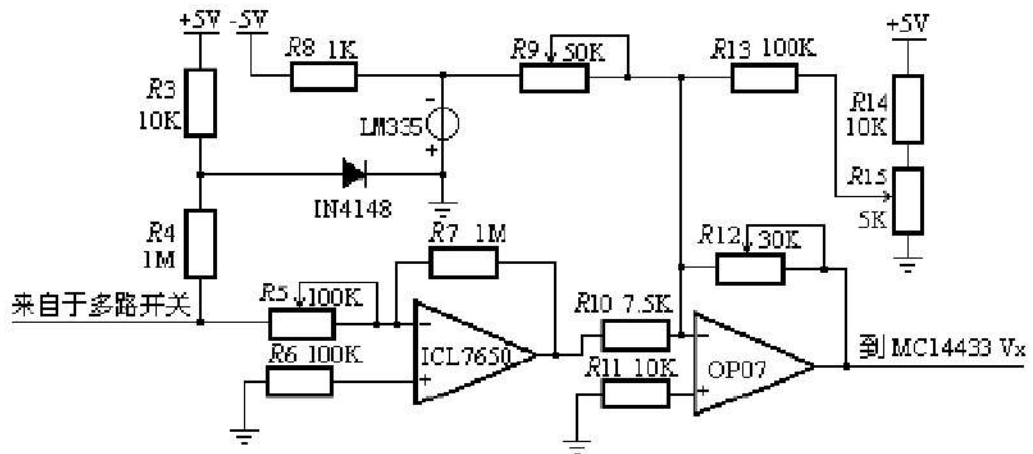 +5V -5V
R8 1K
R9 50K
R13 100K
+5V
R3
10K
LM335
-
+
R14
10K
IN4148
R15
5K
R4
1M
R7 1M
R12 30K
来自于多路开关
R5 100K
R10 7.5K
R6 100K
ICL7650
-
+
R11 10K
OP07
-
+
到 MC14433 Vx